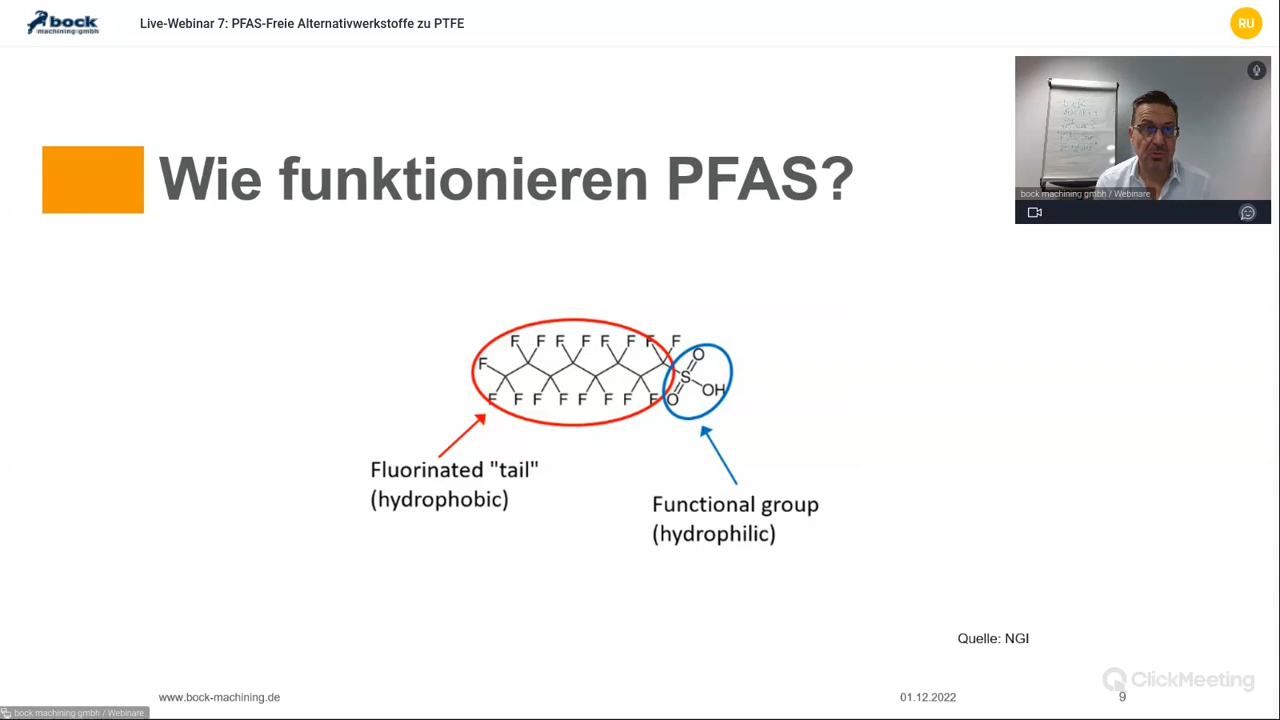 bock
machining gmbh
Live-Webinar 7: PFAS-Freie Alternativwerkstoffe zu PTFE
RU
bock machining gmbh / Webinare
Wie funktionieren PFAS?
F F F F F F F F
F
S O OH O
F F F F F F F F
Fluorinated "tail"
(hydrophobic)
Functional group
(hydrophilic)
Quelle: NGI
ClickMeeting
www.bock-machining.de
01.12.2022
9
bock machining gmbh / Webinare